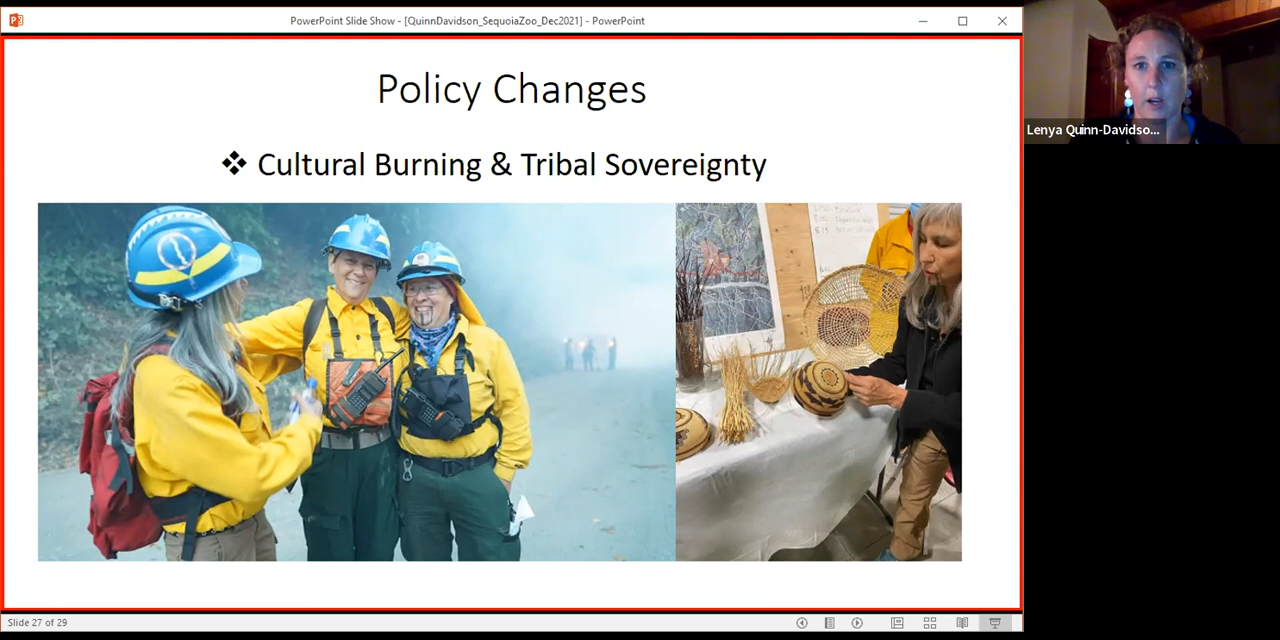 PowerPoint Slide Show - [QuinnDavidson_SequoiaZoo_Dec2021] - PowerPoint
Policy Changes
❖ Cultural Burning & Tribal Sovereignty
Lenya Quinn-Davidso...
Slide 27 of 29